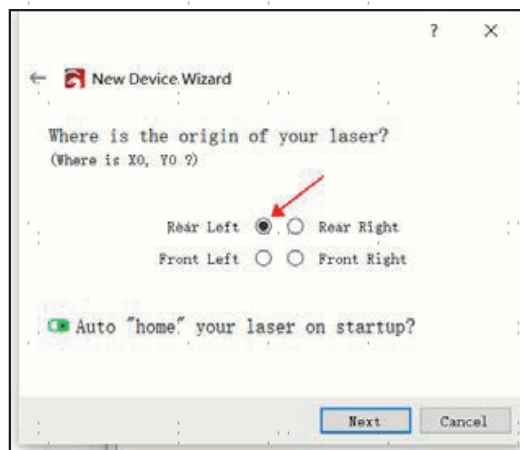 ?
New Device Wizard
Where is the origin of your laser?
(Where is X0, Y0 ?)
Rear Left Rear Right
Front Left Front Right
Auto "home" your laser on startup?
Next Cancel